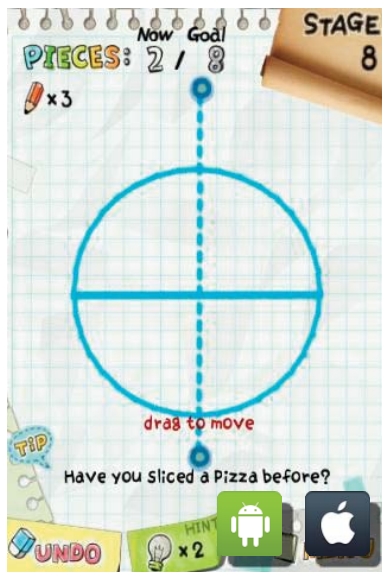 Now Goal
STAGE
PIECES: 2 / 8
8
x3
drag to move
TIP
Have you sliced a Pizza before?
HINT
UNDO
x2